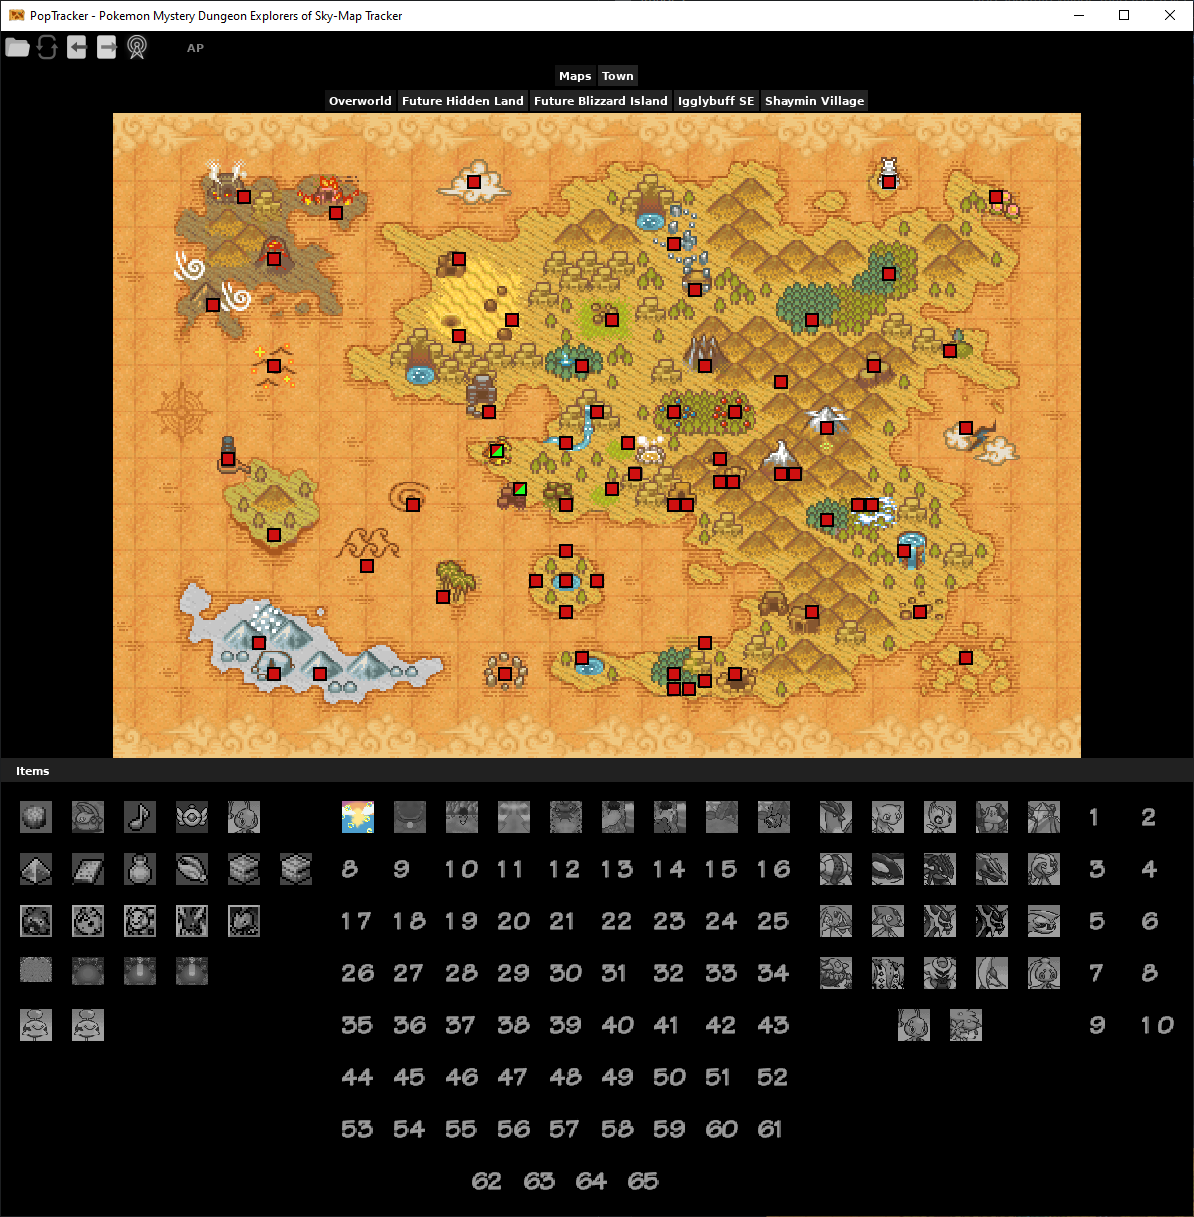 PopTracker - Pokemon Mystery Dungeon Explorers of Sky-Map Tracker
AP
Maps Town
Overworld Future Hidden Land Future Blizzard Island Igglybuff SE Shaymin Village
Items
1 2
8 9 10 11 12 13 14 15 16 3 4
17 18 19 20 21 22 23 24 25 5 6
26 27 28 29 30 31 32 33 34 7 8
35 36 37 38 39 40 41 42 43 9 10
44 45 46 47 48 49 50 51 52
53 54 55 56 57 58 59 60 61
62 63 64 65